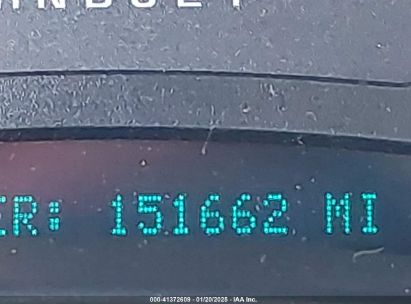 ER: 151662 MI
000-41372609 - 01/20/2025 - IAA, Inc.